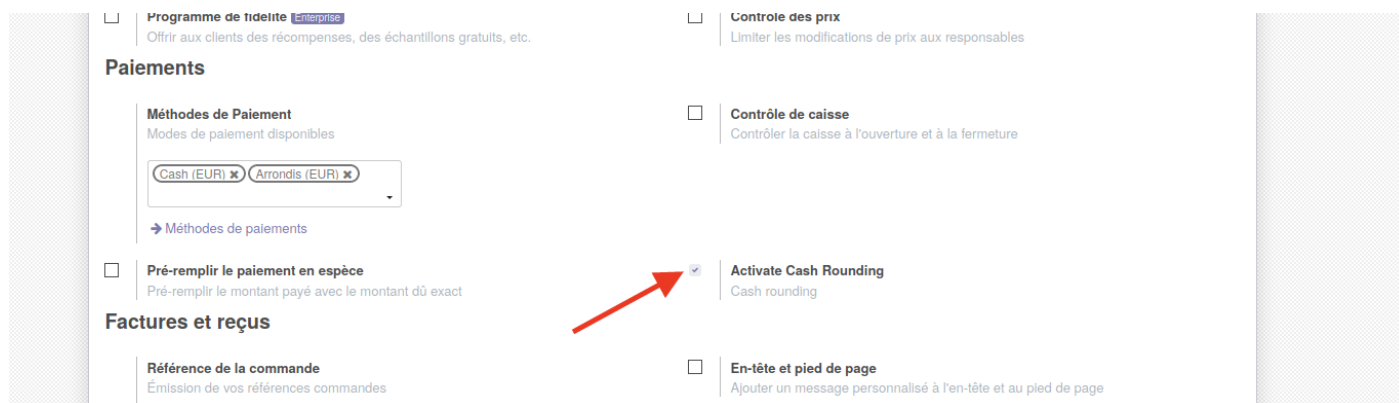 Programme de fidélité Enterprise
Offrir aux clients des récompenses, des échantillons gratuits, etc.
Contrôle des prix
Limiter les modifications de prix aux responsables
Paiements
Méthodes de Paiement
Modes de paiement disponibles
Cash (EUR) ✖ Arrondis (EUR) ✖
➔ Méthodes de paiements
Contrôle de caisse
Contrôler la caisse à l'ouverture et à la fermeture
Pré-remplir le paiement en espèce
Pré-remplir le montant payé avec le montant dû exact
Activate Cash Rounding
Cash rounding
Factures et reçus
Référence de la commande
Émission de vos références commandes
En-tête et pied de page
Ajouter un message personnalisé à l'en-tête et au pied de page